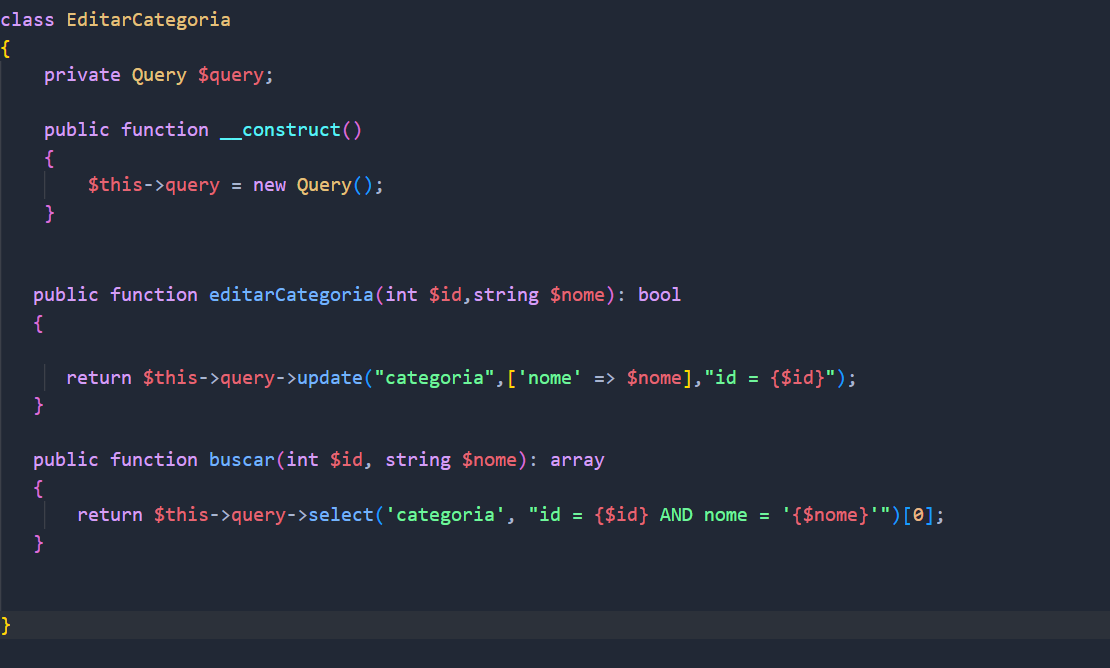 class EditarCategoria
{
    private Query $query;

    public function __construct()
    {
        $this->query = new Query();
    }


   public function editarCategoria(int $id,string $nome): bool
   {

      return $this->query->update("categoria",['nome' => $nome],"id = {$id}");
   }

   public function buscar(int $id, string $nome): array
   {
       return $this->query->select('categoria', "id = {$id} AND nome = '{$nome}'")[0];
   }


}